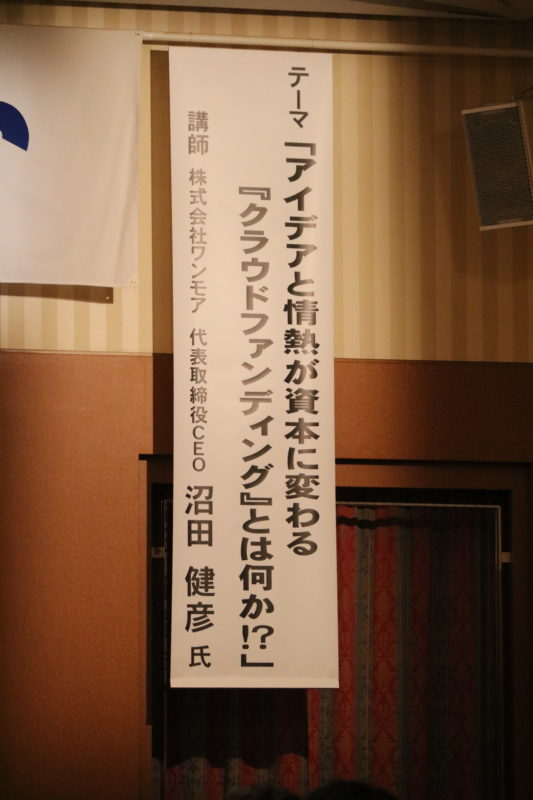 テーマ「アイデアと情熱が資本に変わる
『クラウドファンディング』とは何か!?」
講師 株式会社ワンモア 代表取締役CEO 沼田 健彦 氏